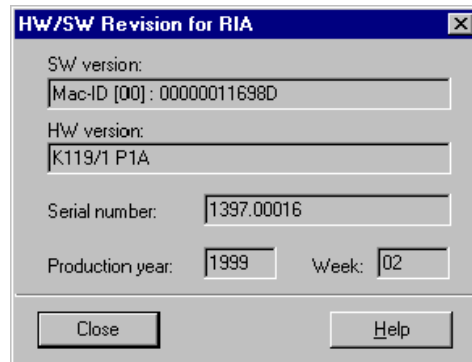 HW/SW Revision for RIA
SW version:
Mac-ID [00] : 00000011698D
HW version:
K119/1 P1A
Serial number: 1397.00016
Production year: 1999 Week: 02
Close Help